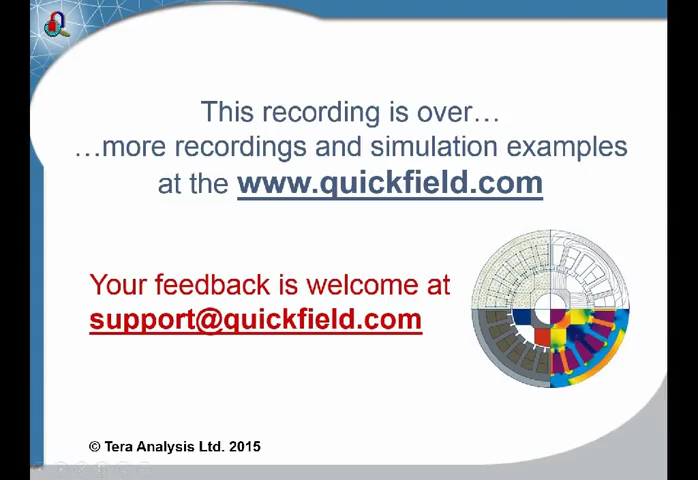 This recording is over…
…more recordings and simulation examples
at the www.quickfield.com
Your feedback is welcome at
support@quickfield.com
© Tera Analysis Ltd. 2015